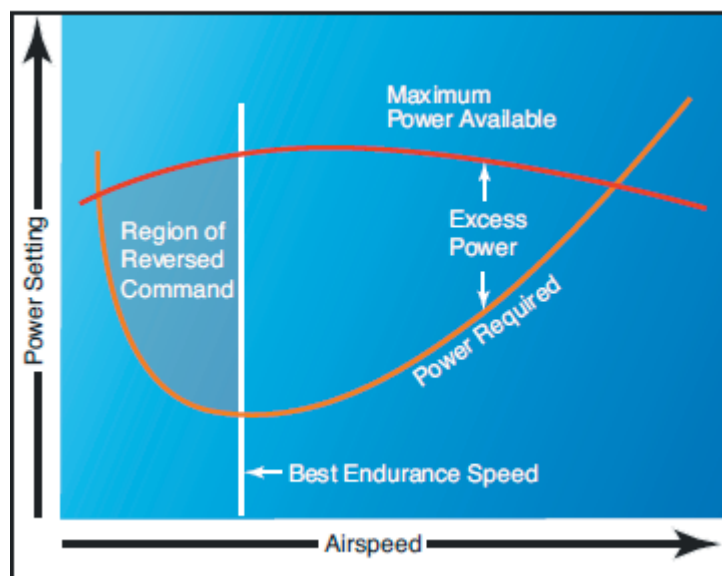 Maximum
Power Available
Region of
Reversed
Command
Excess
Power
Power Required
Power Setting
Best Endurance Speed
Airspeed